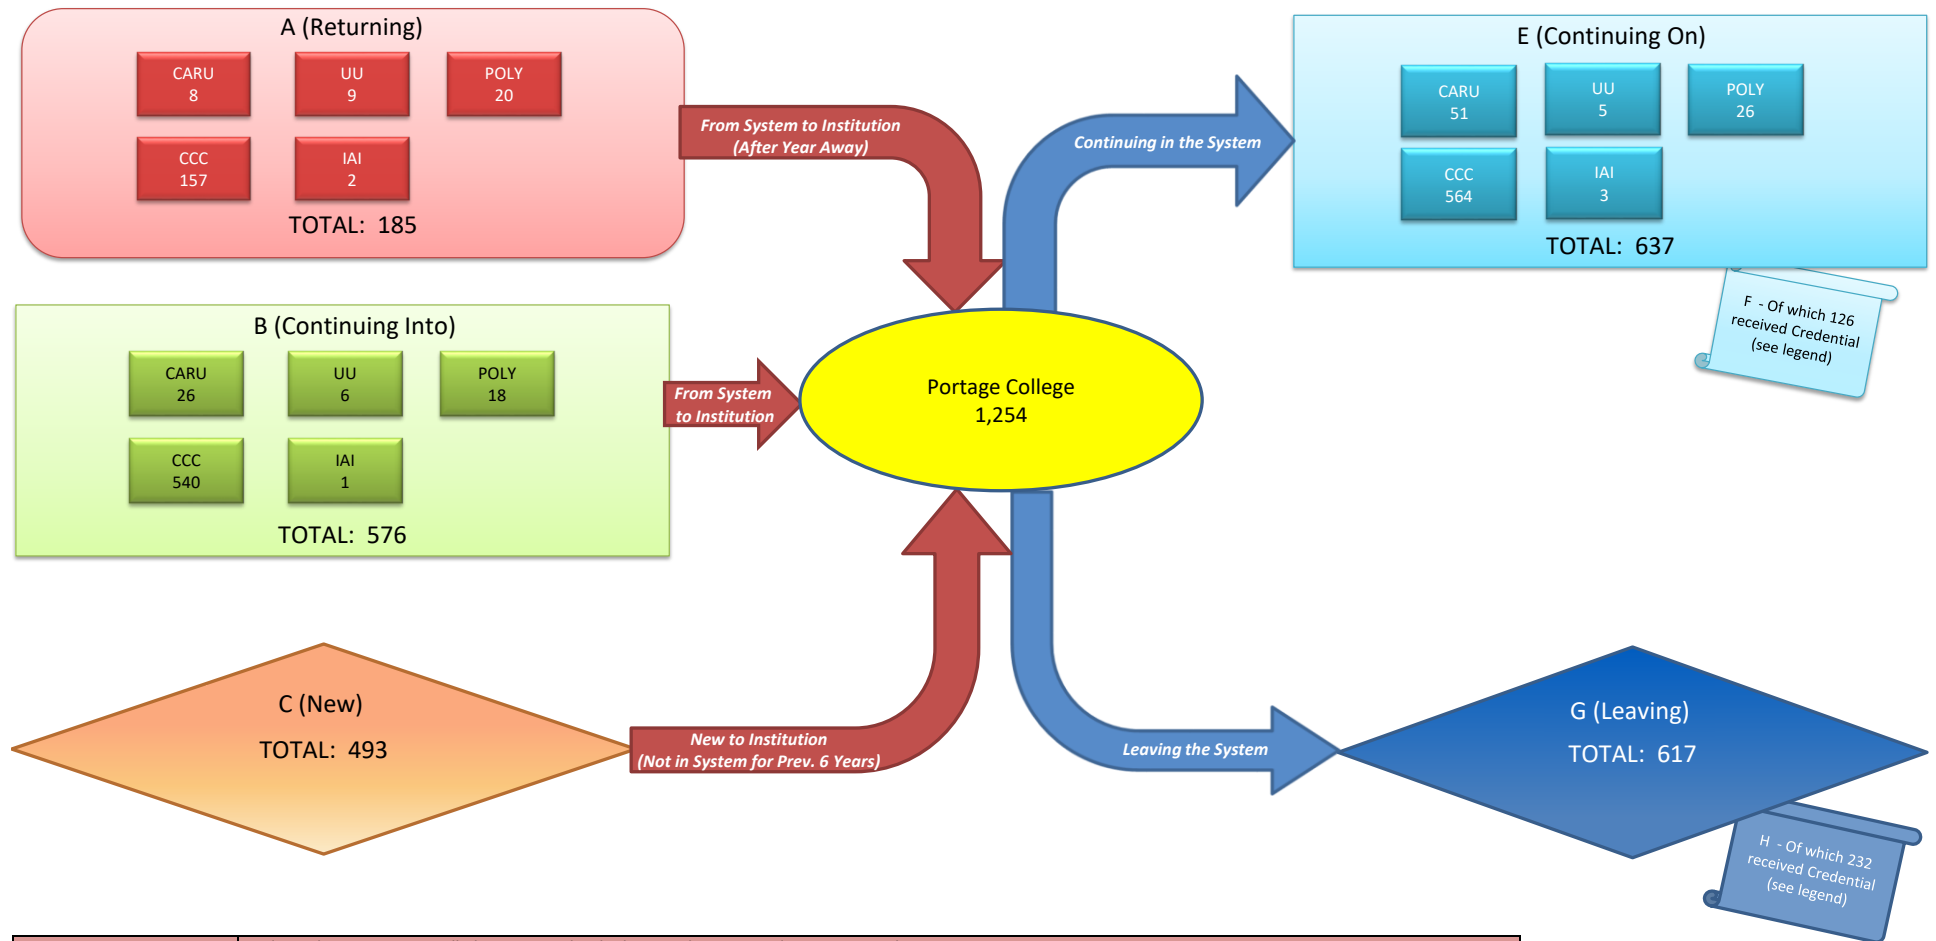 A (Returning)
CARU
8
UU
9
POLY
20
CCC
157
IAI
2
TOTAL: 185
From System to Institution
(After Year Away)
B (Continuing Into)
CARU
26
UU
6
POLY
18
CCC
540
IAI
1
TOTAL: 576
From System
to Institution
C (New)
TOTAL: 493
New to Institution
(Not in System for Prev. 6 Years)
Portage College
1,254
Continuing in the System
E (Continuing On)
CARU
51
UU
5
POLY
26
CCC
564
IAI
3
TOTAL: 637
F - Of which 126
received Credential
(see legend)
Leaving the System
G (Leaving)
TOTAL: 617
H - Of which 232
received Credential
(see legend)